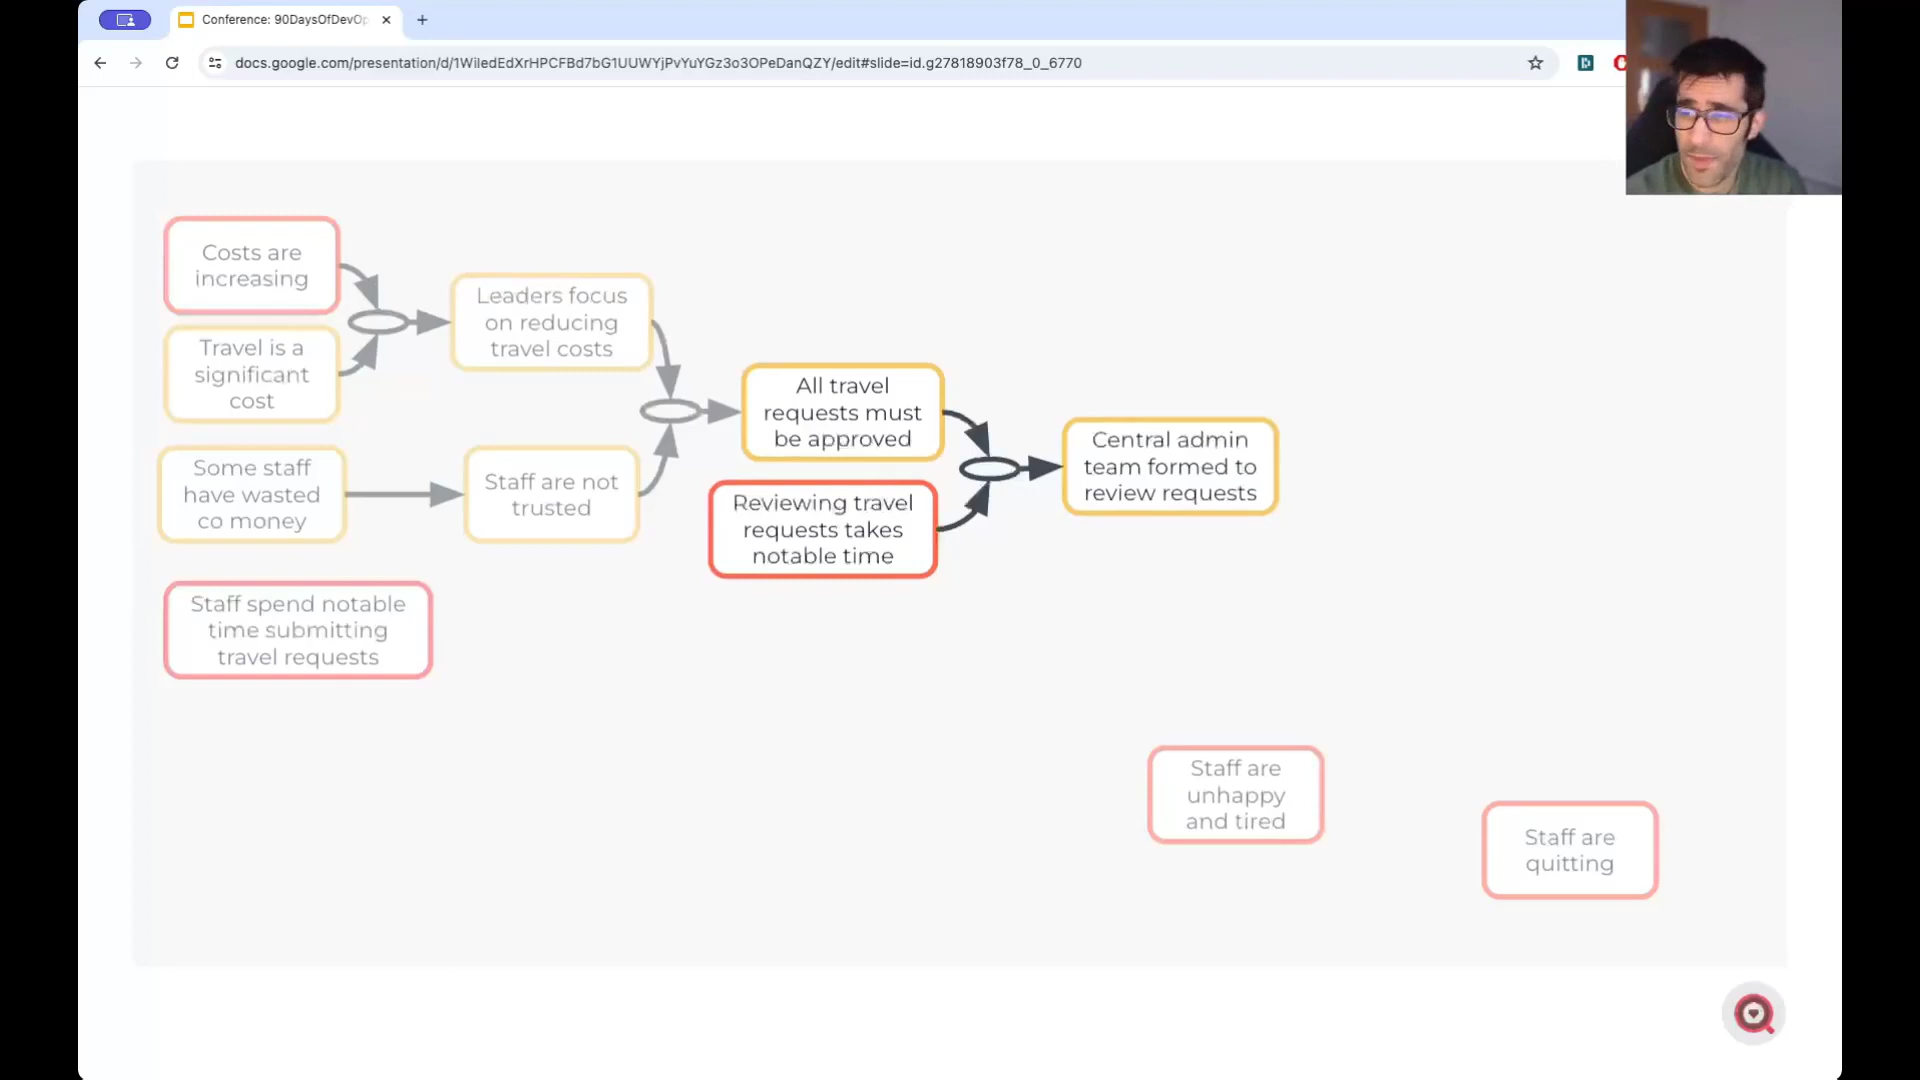 Conference: 90DaysOfDevOp
docs.google.com/presentation/d/1WiledEdXrHPCFBd7bG1UUWYjPvYuYGz3o3OPeDanQZY/edit#slide=id.g27818903f78_0_6770
Costs are
increasing
Travel is a
significant
cost
Leaders focus
on reducing
travel costs
Some staff
have wasted
co money
Staff are not
trusted
All travel
requests must
be approved
Reviewing travel
requests takes
notable time
Central admin
team formed to
review requests
Staff spend notable
time submitting
travel requests
Staff are
unhappy
and tired
Staff are
quitting